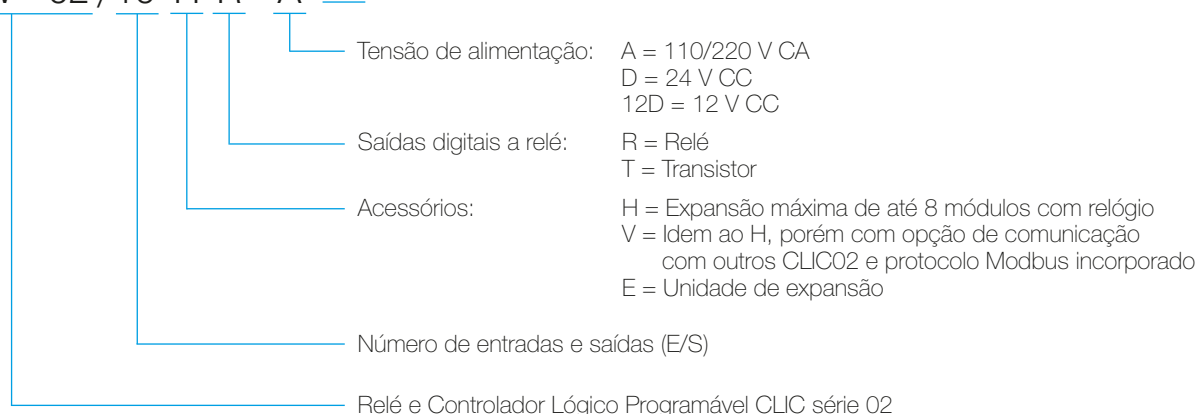 Tensão de alimentação: A = 110/220 V CA
D = 24 V CC
12D = 12 V CC
Saídas digitais a relé: R = Relé
T = Transistor
Acessórios: H = Expansão máxima de até 8 módulos com relógio
V = Idem ao H, porém com opção de comunicação
com outros CLIC02 e protocolo Modbus incorporado
E = Unidade de expansão
Número de entradas e saídas (E/S)
Relé e Controlador Lógico Programável CLIC série 02